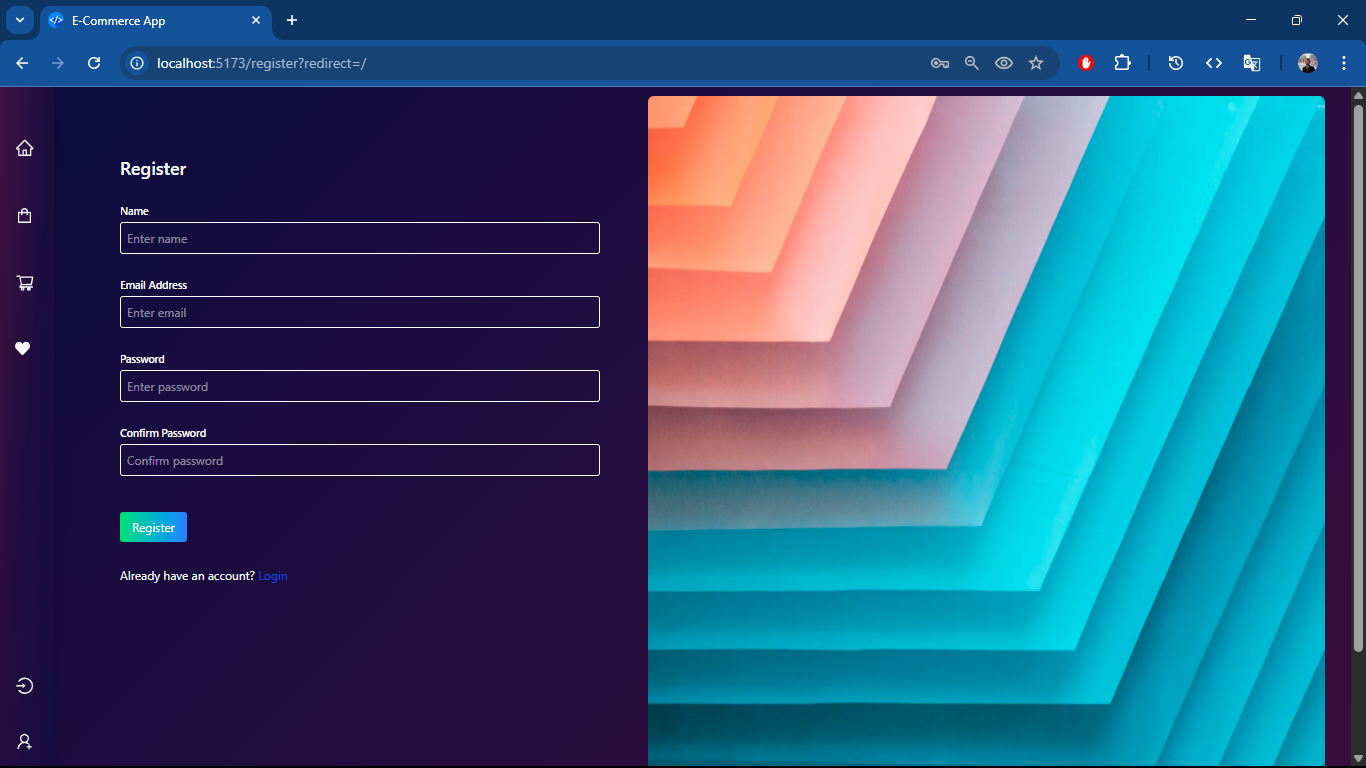 E-Commerce App
localhost:5173/register?redirect=/
Register
Name
Enter name
Email Address
Enter email
Password
Enter password
Confirm Password
Confirm password
Register
Already have an account? Login